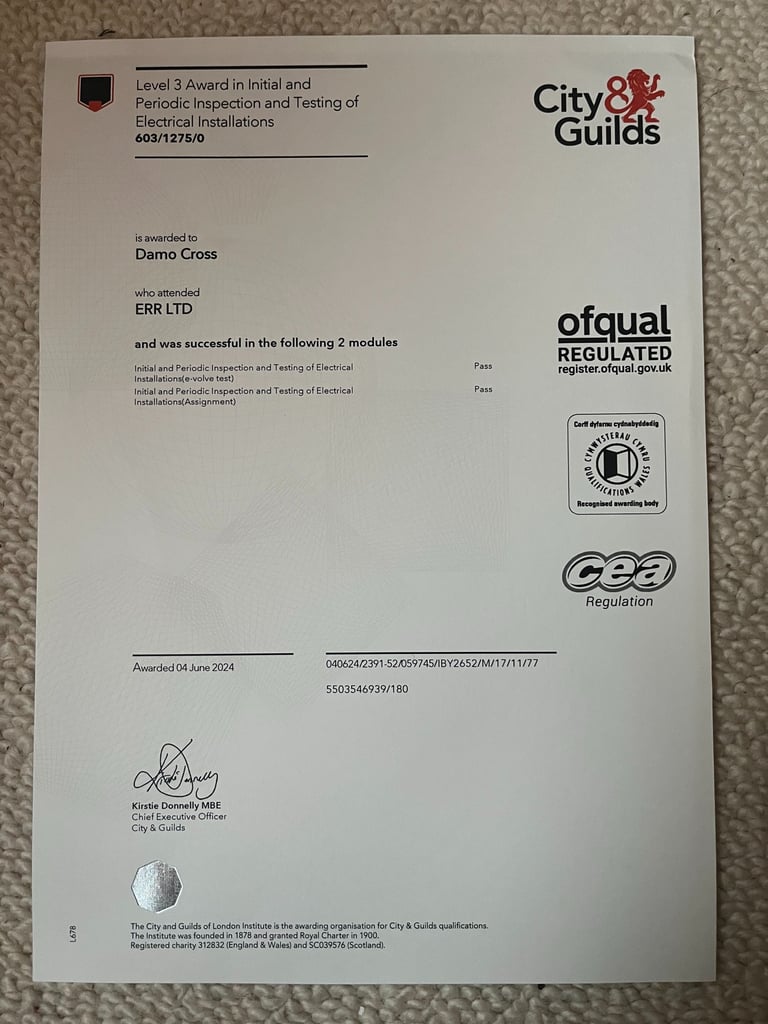 Level 3 Award in Initial and
Periodic Inspection and Testing of
Electrical Installations
603/1275/0
City & Guilds
is awarded to
Damo Cross
who attended
ERR LTD
and was successful in the following 2 modules
Initial and Periodic Inspection and Testing of Electrical Pass
Installations(e-volve test)
Initial and Periodic Inspection and Testing of Electrical Pass
Installations(Assignment)
ofqual
REGULATED
register.ofqual.gov.uk
Corff dyfarnu cydnabyddedig
CYMWYSTERAU CYMRU
QUALIFICATIONS WALES
Recognised awarding body
cea
Regulation
Awarded 04 June 2024
040624/2391-52/059745/IBY2652/M/17/11/77
5503546939/180
Kirstie Donnelly
Kirstie Donnelly MBE
Chief Executive Officer
City & Guilds
L678
The City and Guilds of London Institute is the awarding organisation for City & Guilds qualifications.
The Institute was founded in 1878 and granted Royal Charter in 1900.
Registered charity 312832 (England & Wales) and SC039576 (Scotland).